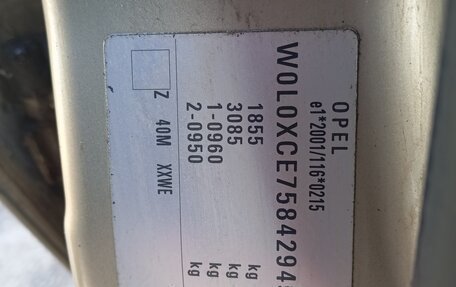 OPEL
e1*2001/116*0215
W0L0XCE7584294
1855 kg
3085 kg
1-0960 kg
2-0950 kg
Z 40M XXWE